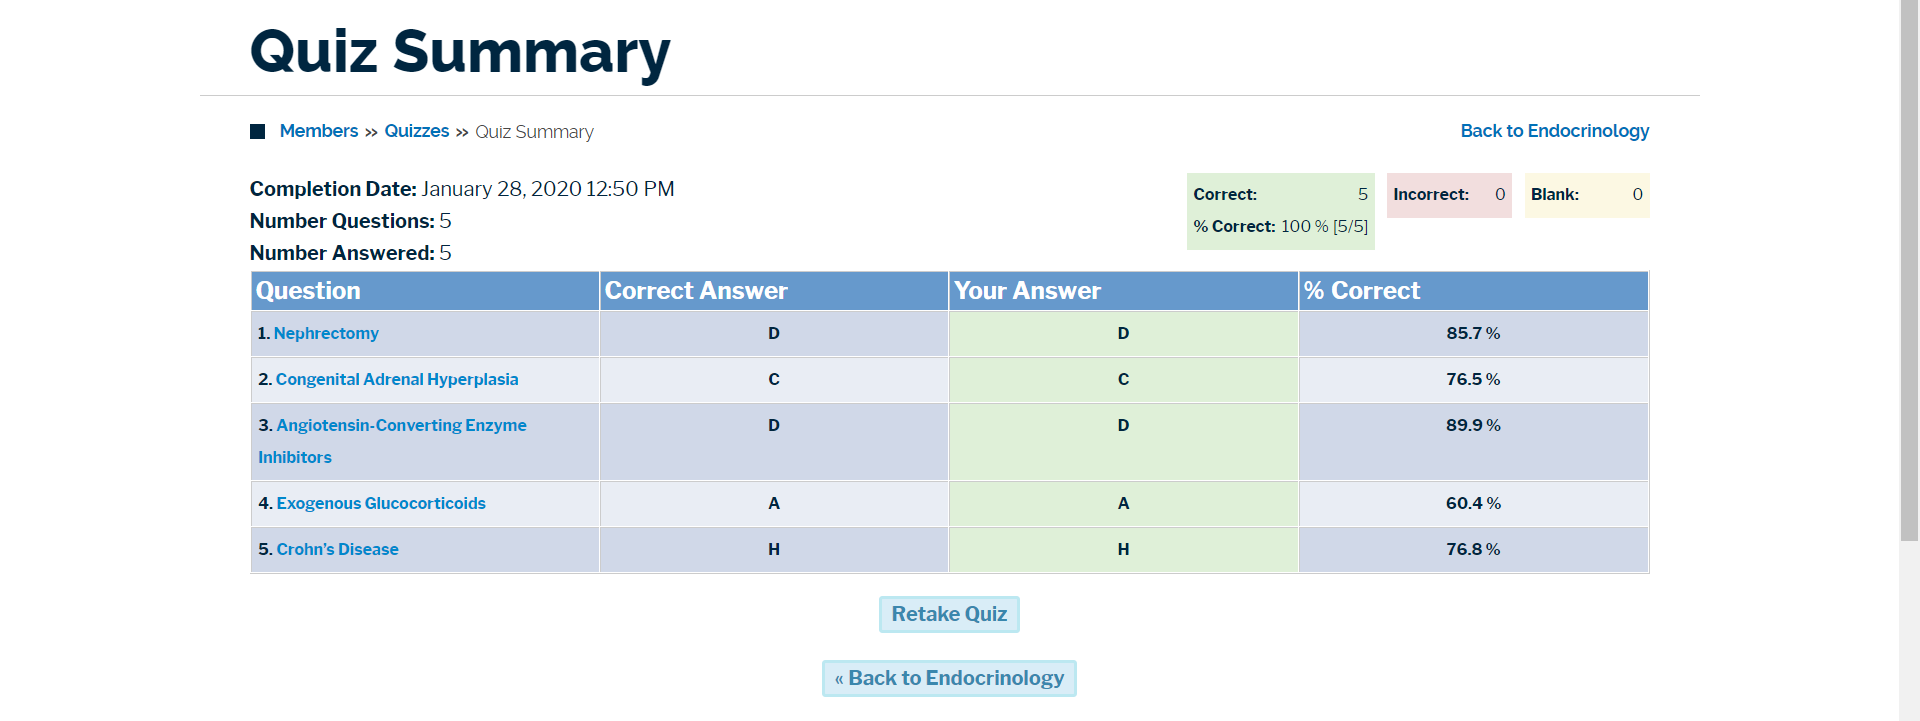 Quiz Summary
Members » Quizzes » Quiz Summary
Back to Endocrinology
Completion Date: January 28, 2020 12:50 PM
Number Questions: 5
Number Answered: 5
Correct: 5
% Correct: 100 % [5/5]
Incorrect: 0
Blank: 0
Question Correct Answer Your Answer % Correct
1. Nephrectomy D D 85.7 %
2. Congenital Adrenal Hyperplasia C C 76.5 %
3. Angiotensin-Converting Enzyme D D 89.9 %
Inhibitors
4. Exogenous Glucocorticoids A A 60.4 %
5. Crohn’s Disease H H 76.8 %
Retake Quiz
« Back to Endocrinology